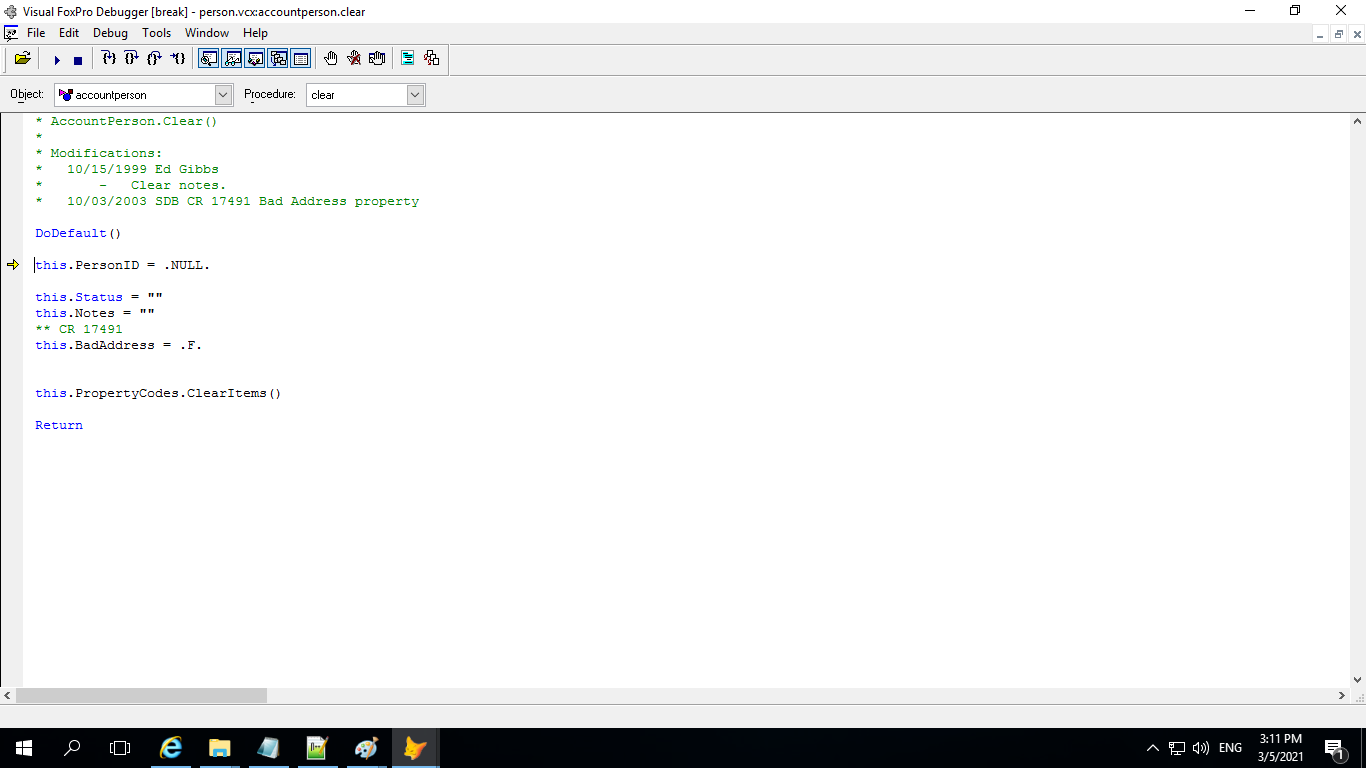 Visual FoxPro Debugger [break] - person.vcx:accountperson.clear
File Edit Debug Tools Window Help
Object: accountperson Procedure: clear
* AccountPerson.Clear()
*
* Modifications:
*   10/15/1999 Ed Gibbs
*       -   Clear notes.
*   10/03/2003 SDB CR 17491 Bad Address property
DoDefault()
this.PersonID = .NULL.
this.Status = ""
this.Notes = ""
** CR 17491
this.BadAddress = .F.
this.PropertyCodes.ClearItems()
Return
ENG
3:11 PM
3/5/2021
1